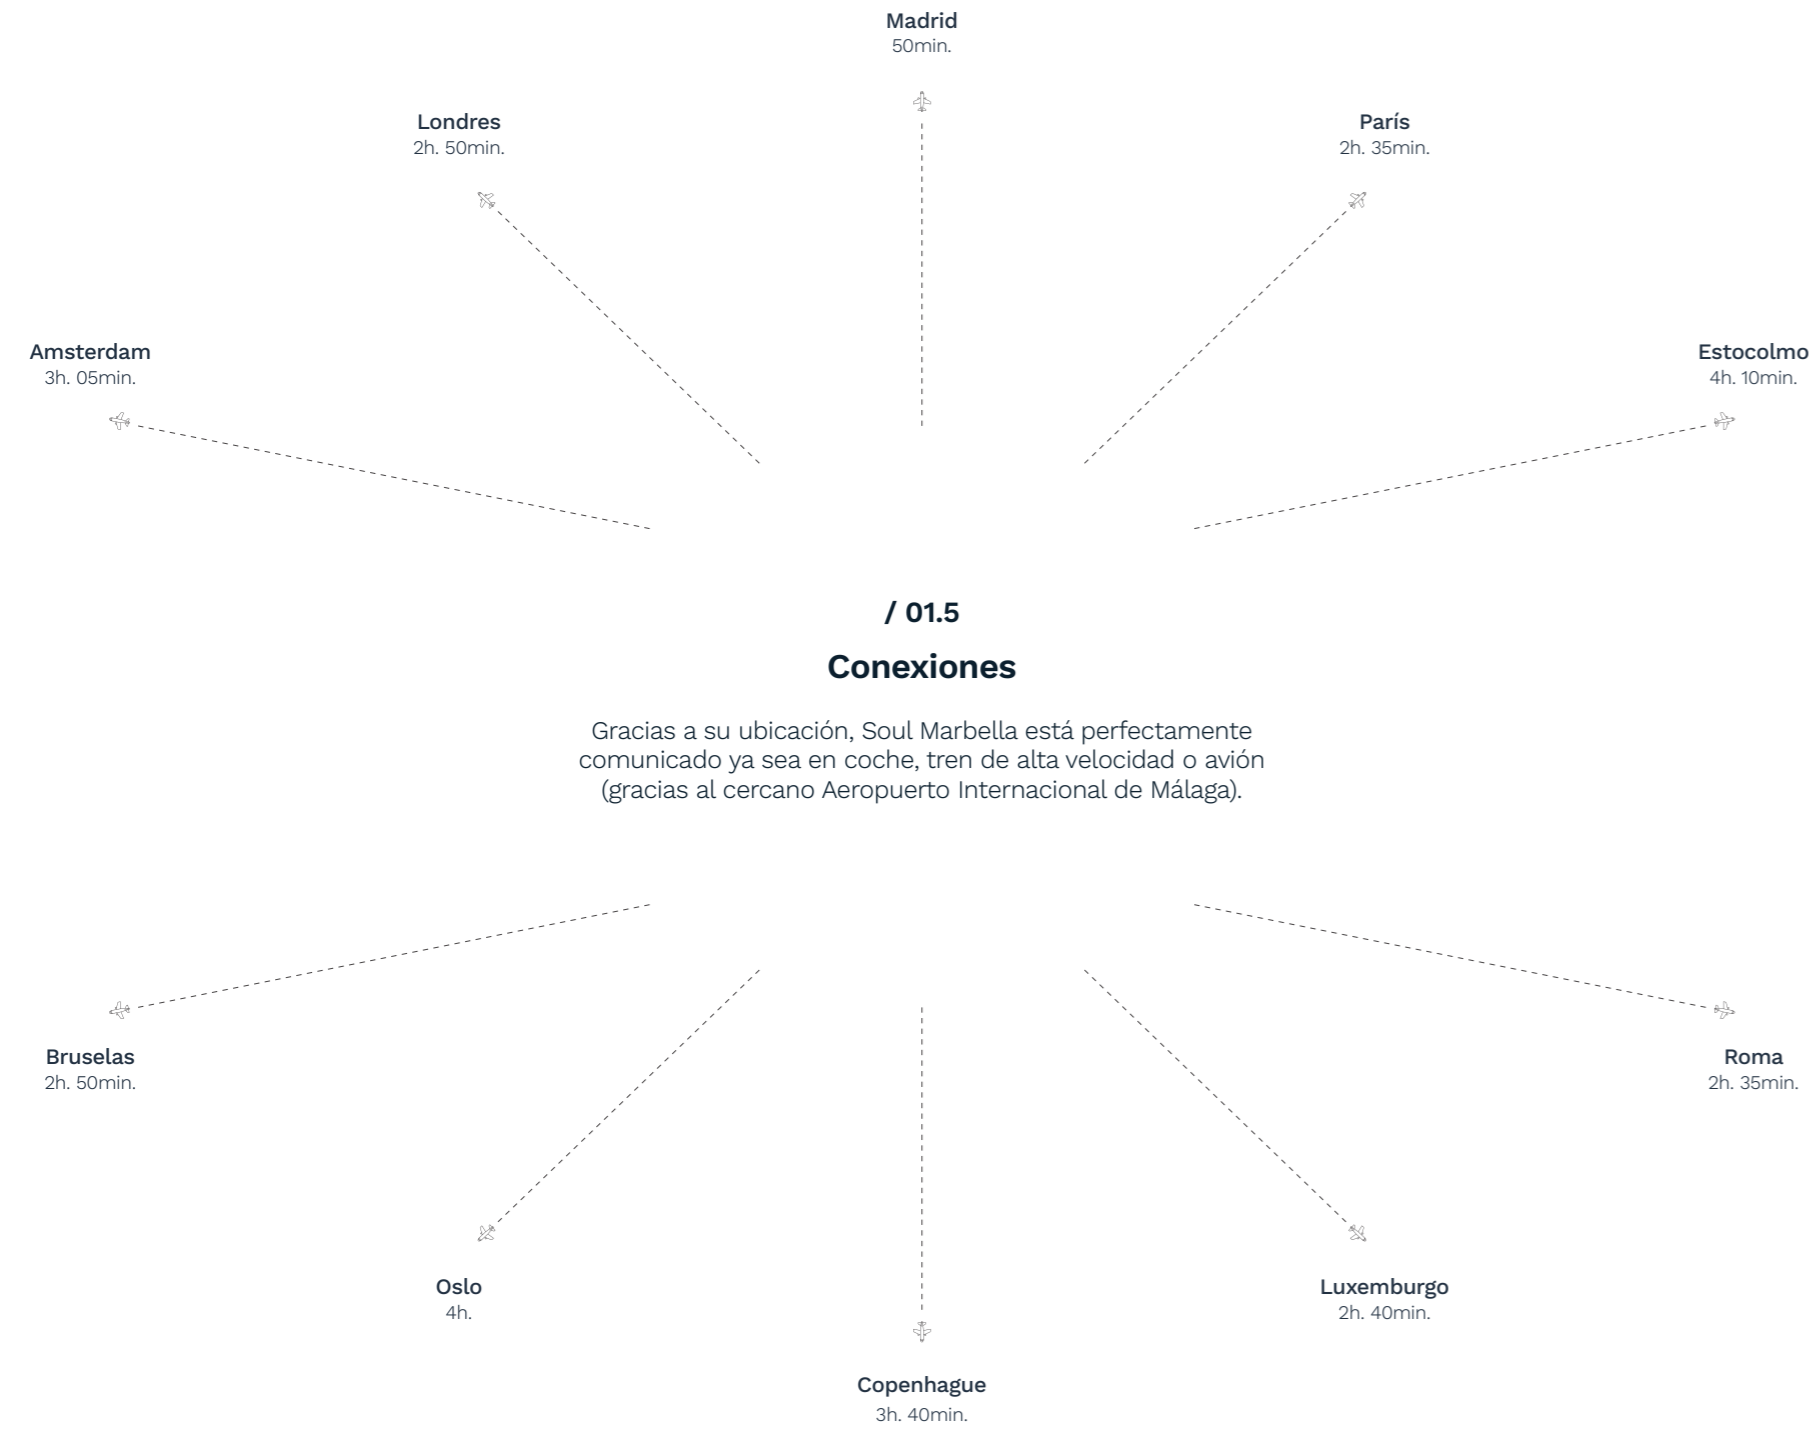 Madrid
50min.
Londres
2h. 50min.
París
2h. 35min.
Amsterdam
3h. 05min.
Estocolmo
4h. 10min.
/ 01.5
Conexiones
Gracias a su ubicación, Soul Marbella está perfectamente
comunicado ya sea en coche, tren de alta velocidad o avión
(gracias al cercano Aeropuerto Internacional de Málaga).
Bruselas
2h. 50min.
Roma
2h. 35min.
Oslo
4h.
Luxemburgo
2h. 40min.
Copenhague
3h. 40min.